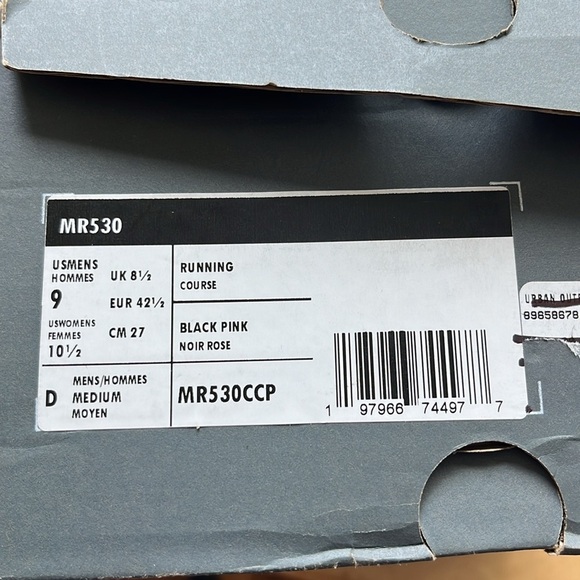 MR530
USMENS
HOMMES
9
UK 8½
EUR 42½
USWOMENS
FEMMES
10½
CM 27
RUNNING
COURSE
BLACK PINK
NOIR ROSE
D
MENS/HOMMES
MEDIUM
MOYEN
MR530CCP
1 97966 74497 7
URBAN OUT
89658678